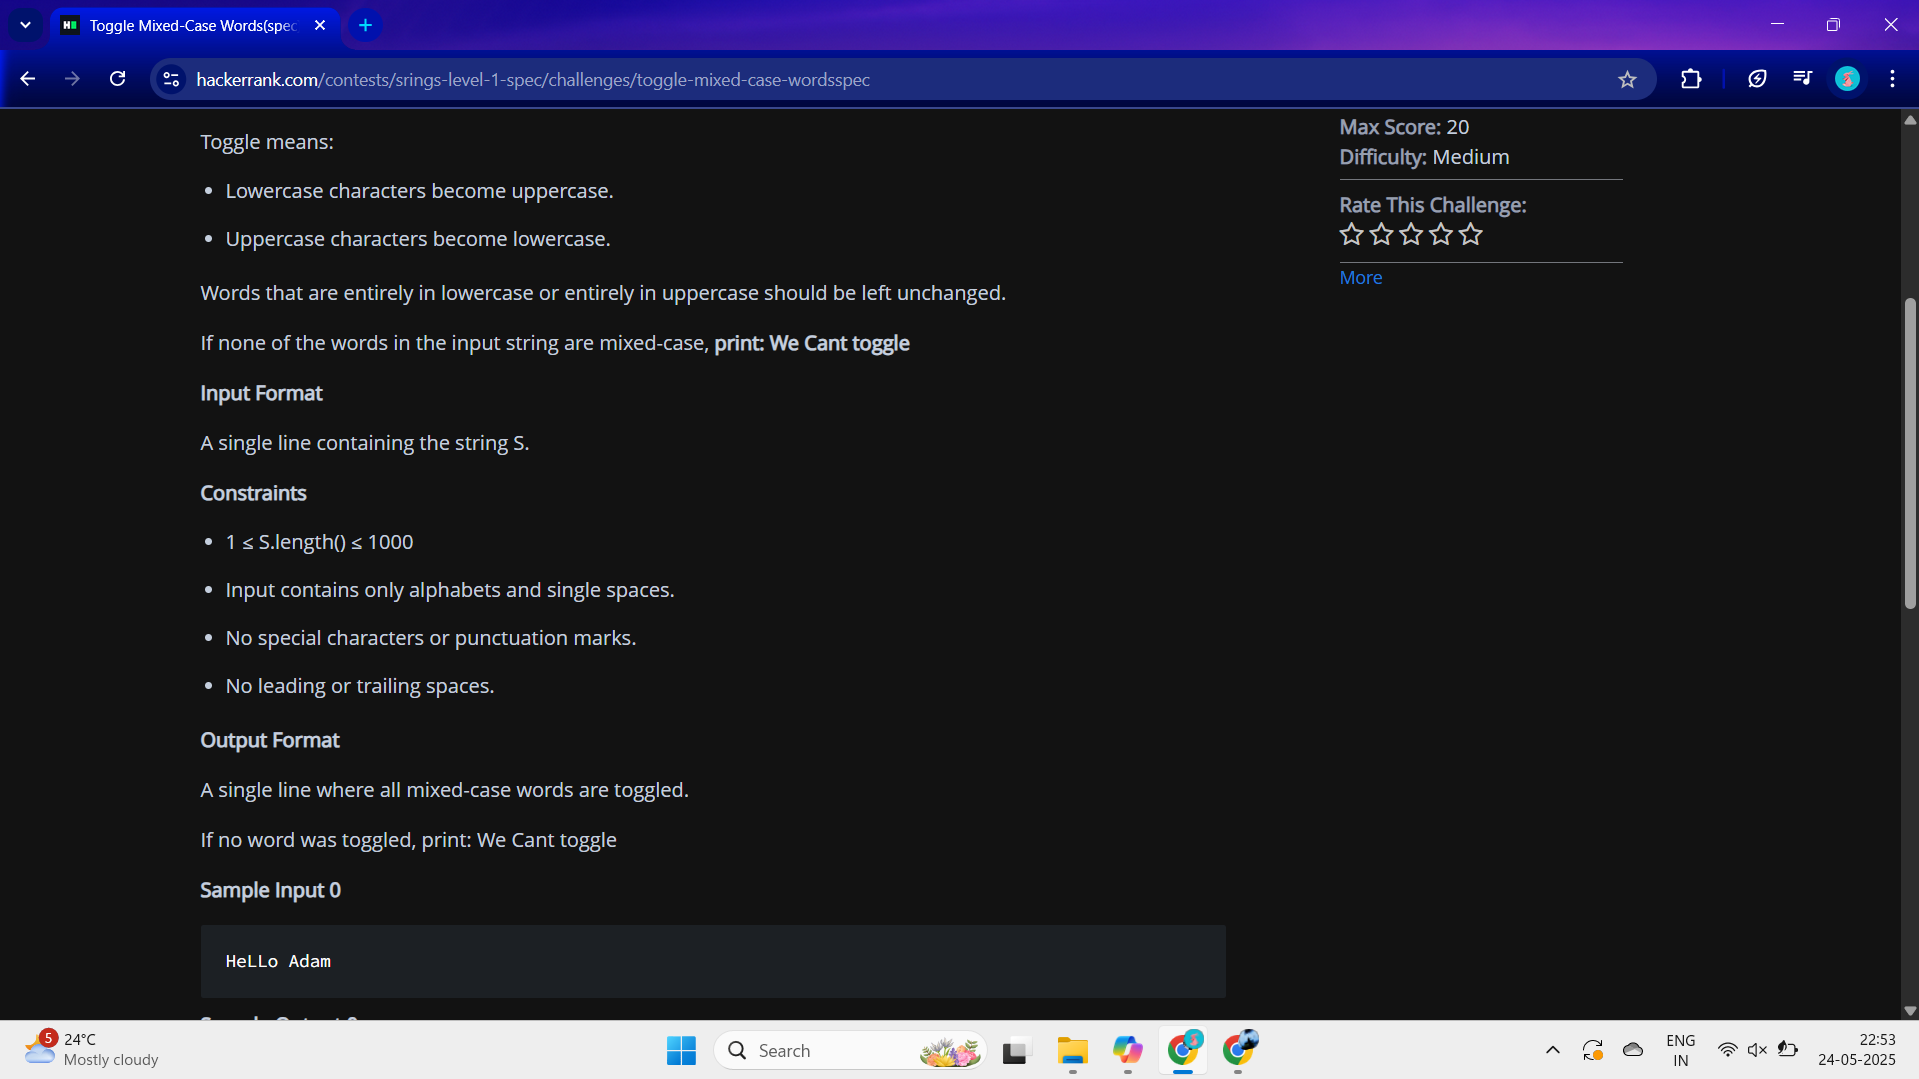 Toggle Mixed-Case Words(spec
hackerrank.com/contests/srings-level-1-spec/challenges/toggle-mixed-case-wordsspec
Toggle means:
• Lowercase characters become uppercase.
• Uppercase characters become lowercase.
Words that are entirely in lowercase or entirely in uppercase should be left unchanged.
If none of the words in the input string are mixed-case, print: We Cant toggle
Input Format
A single line containing the string S.
Constraints
• 1 ≤ S.length() ≤ 1000
• Input contains only alphabets and single spaces.
• No special characters or punctuation marks.
• No leading or trailing spaces.
Output Format
A single line where all mixed-case words are toggled.
If no word was toggled, print: We Cant toggle
Sample Input 0
HeLLo Adam
Max Score: 20
Difficulty: Medium
Rate This Challenge:
More
5
24°C
Mostly cloudy
Search
ENG
IN
22:53
24-05-2025